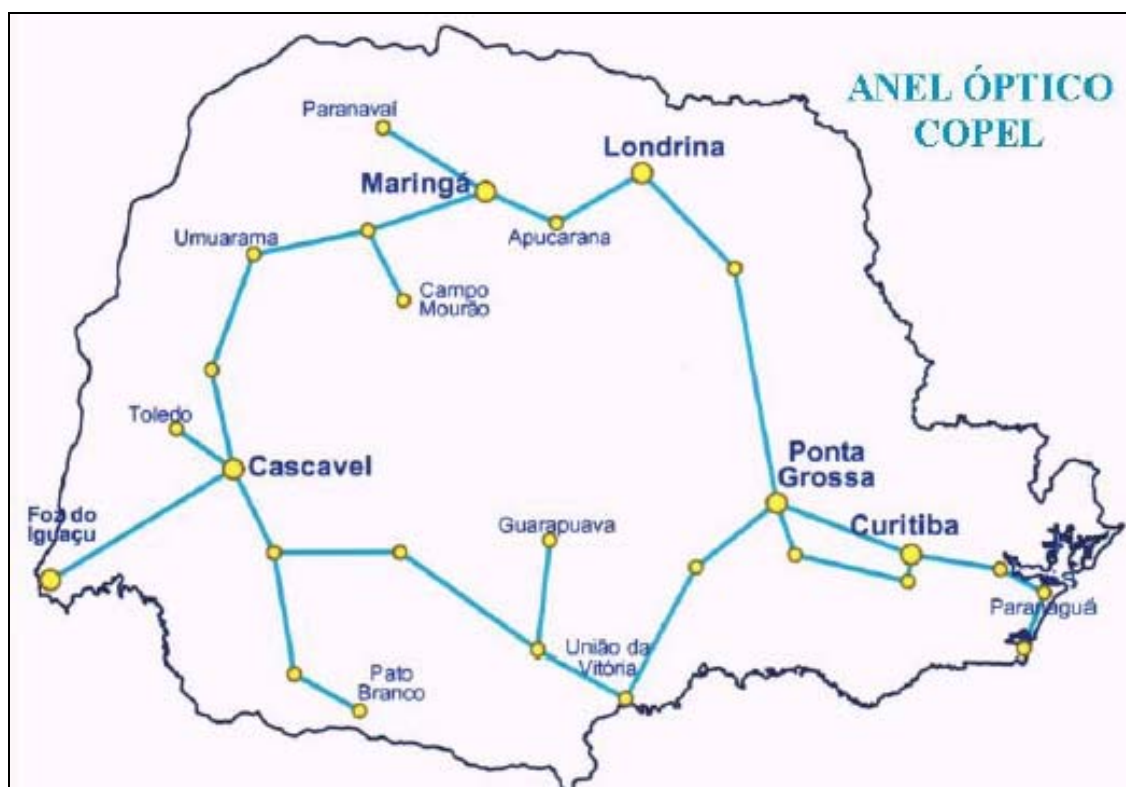 ANEL ÓPTICO
COPEL
Paranavaí
Londrina
Maringá
Apucarana
Umuarama
Campo
Mourão
Toledo
Cascavel
Ponta
Grossa
Foz do
Iguaçu
Guarapuava
Curitiba
Paranaguá
União da
Vitória
Pato
Branco